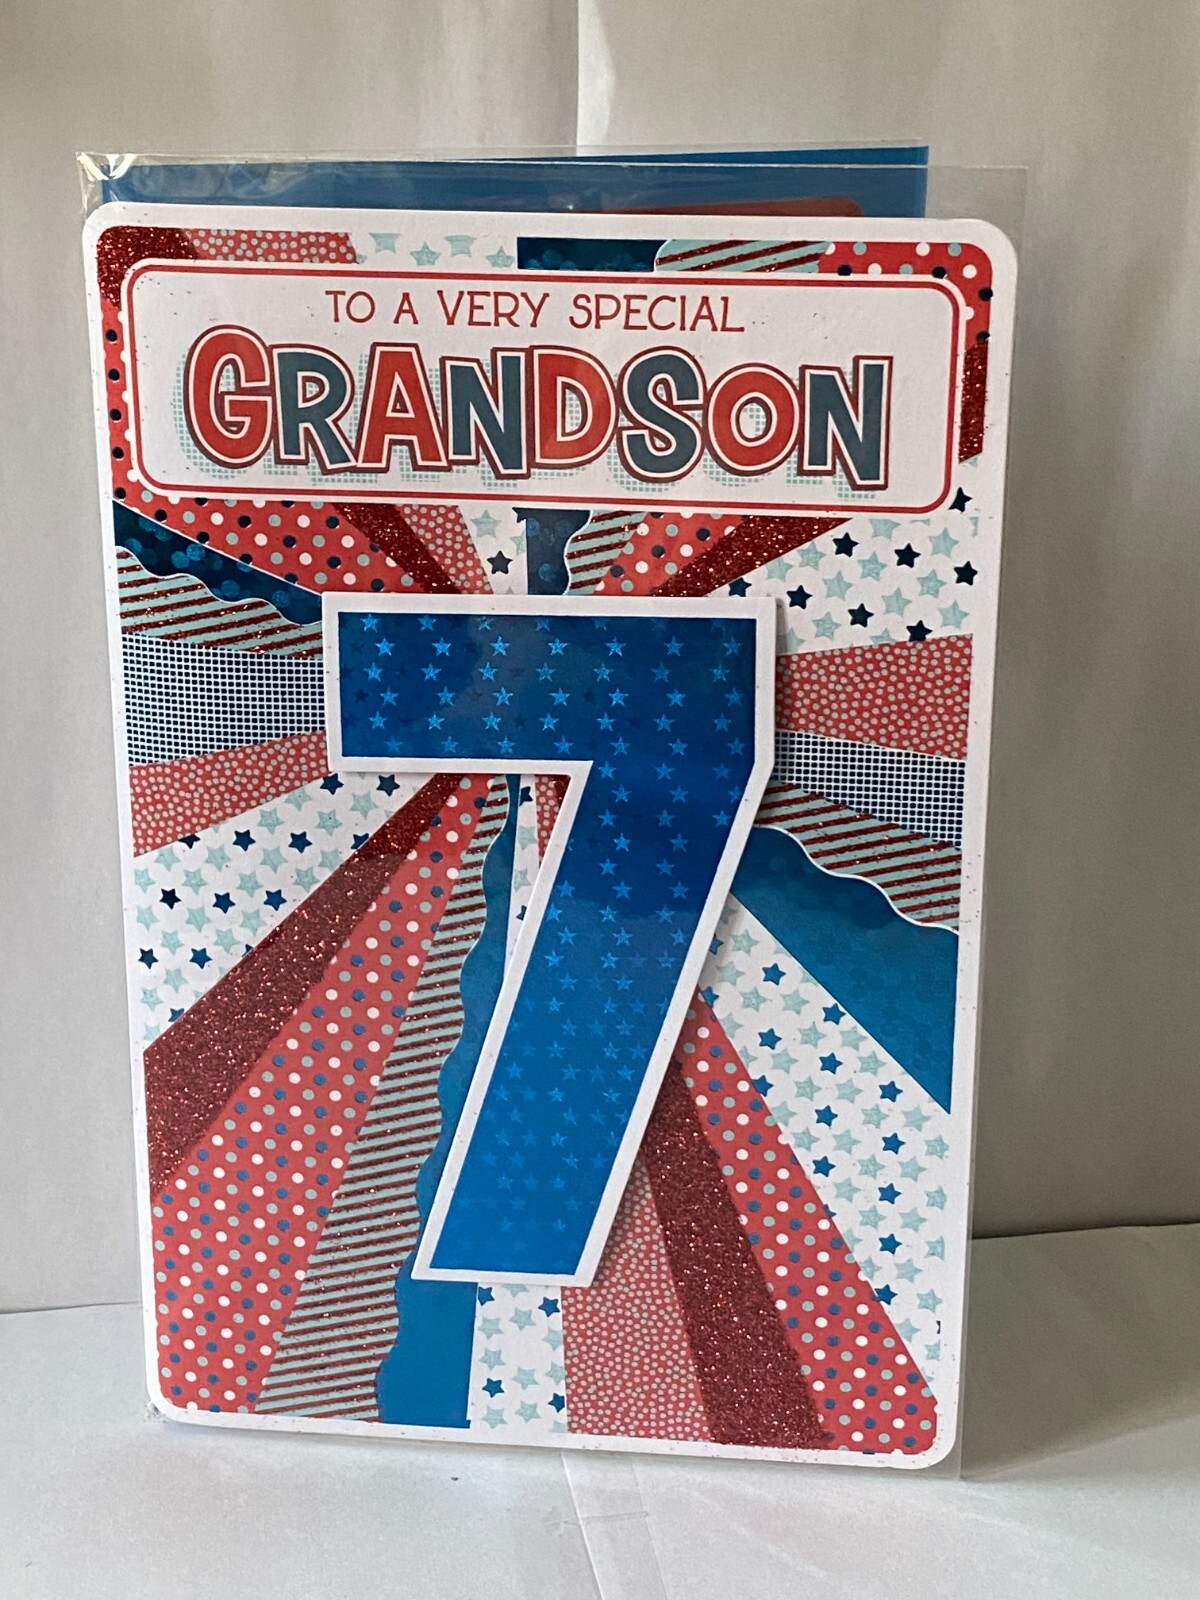 TO A VERY SPECIAL
GRANDSON
7